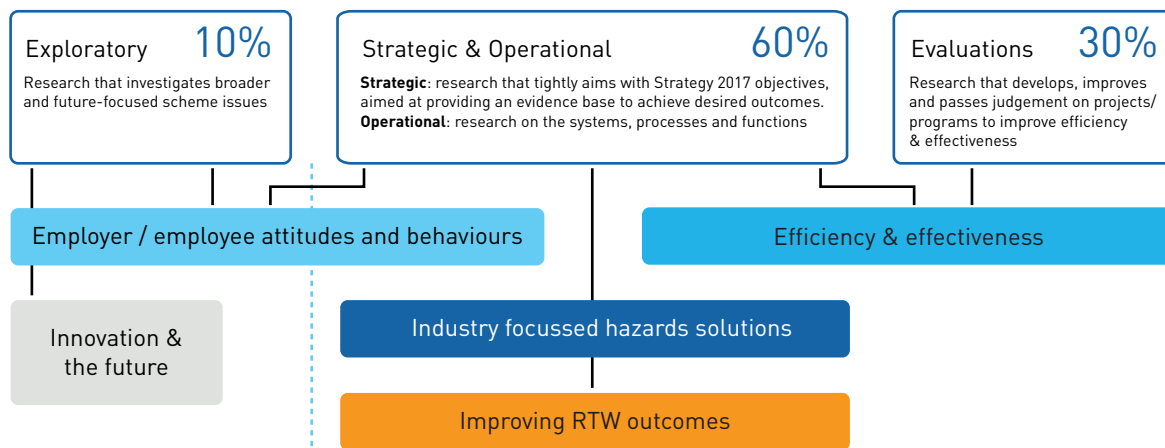 Exploratory 10%
Research that investigates broader
and future-focused scheme issues
Strategic & Operational 60%
Strategic: research that tightly aims with Strategy 2017 objectives,
aimed at providing an evidence base to achieve desired outcomes.
Operational: research on the systems, processes and functions
Evaluations 30%
Research that develops, improves
and passes judgement on projects/
programs to improve efficiency
& effectiveness
Employer / employee attitudes and behaviours
Efficiency & effectiveness
Innovation &
the future
Industry focussed hazards solutions
Improving RTW outcomes